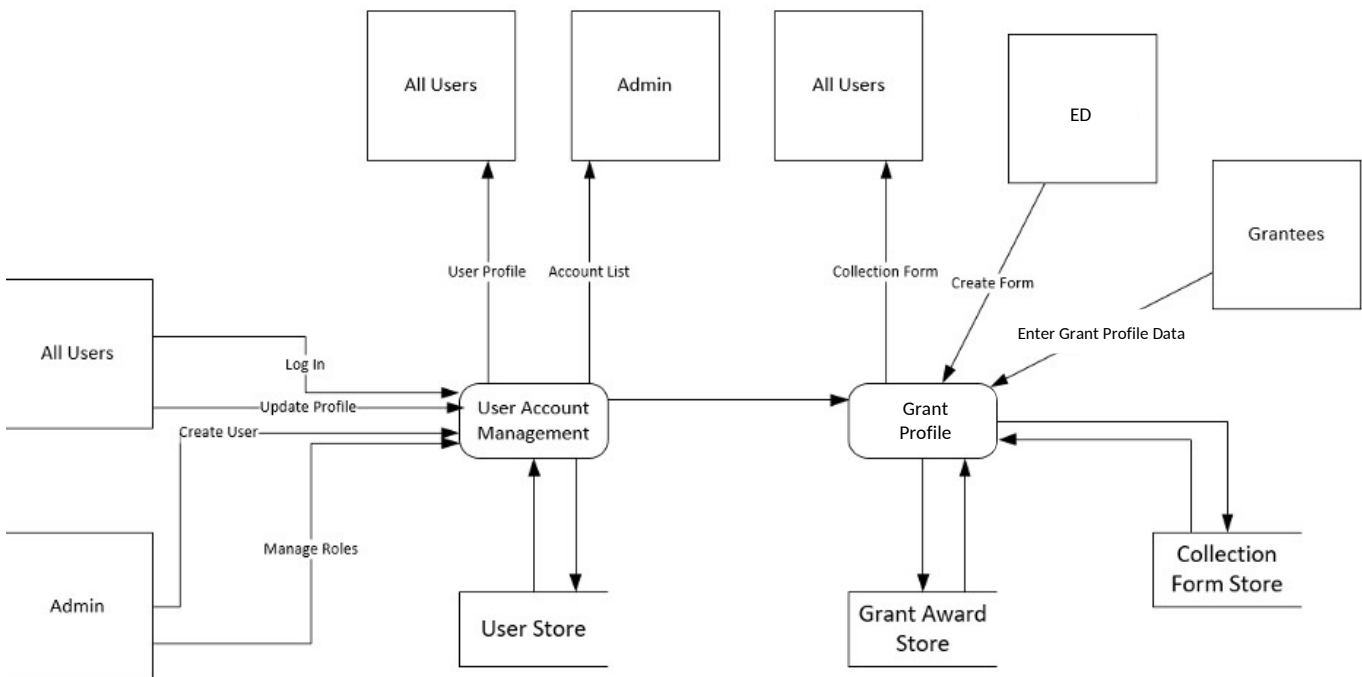 All Users
Admin
All Users
ED
Grantees
User Profile
Account List
Collection Form
Create Form
Enter Grant Profile Data
All Users
Log In
Update Profile
Create User
User Account
Management
Grant
Profile
Manage Roles
Admin
User Store
Grant Award
Store
Collection
Form Store